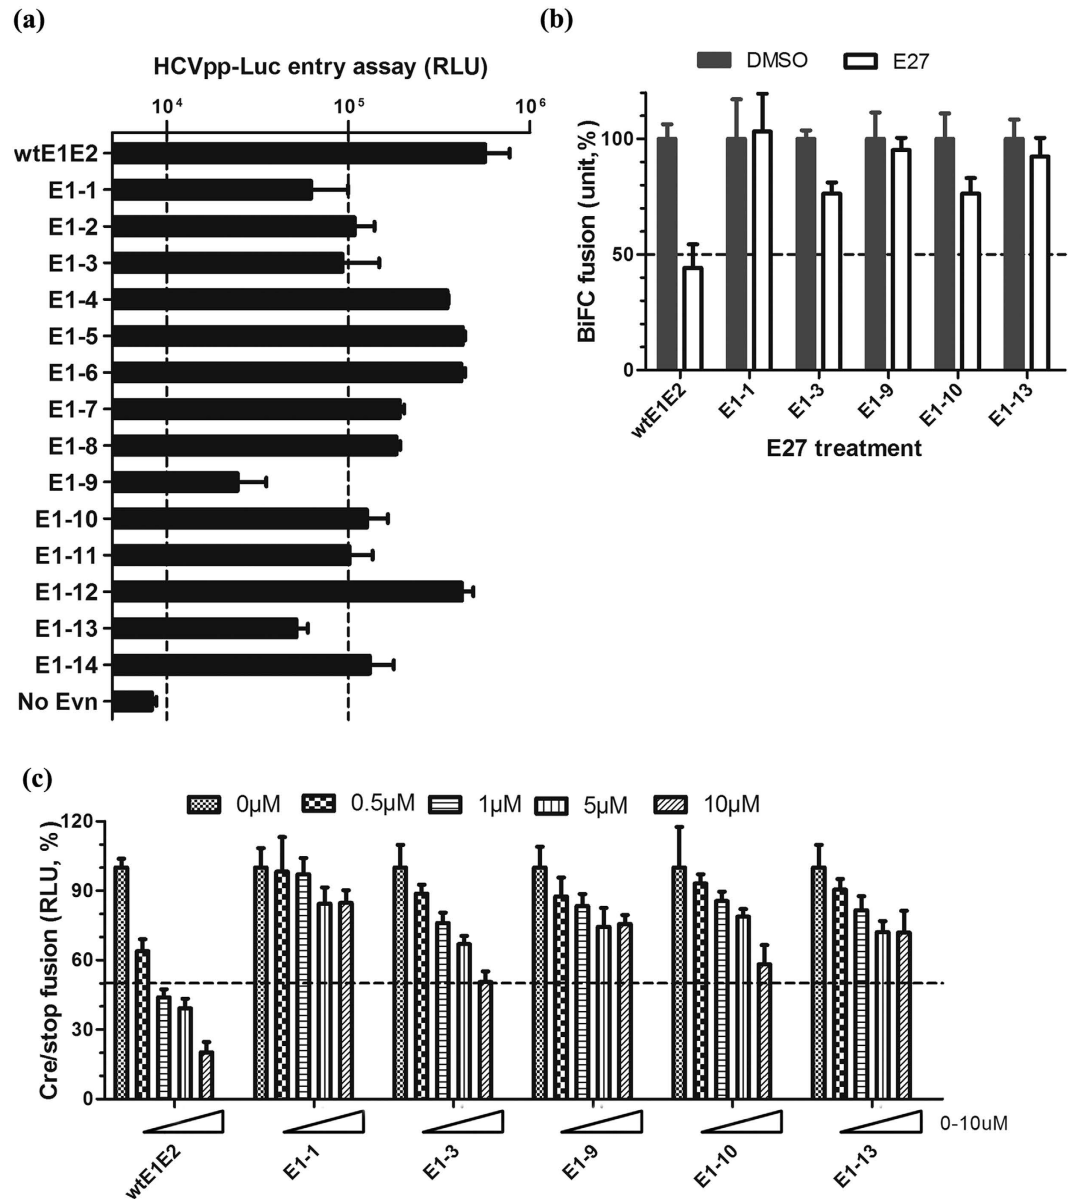 (a)
HCVpp-Luc entry assay (RLU)
10⁴ 10⁵ 10⁶
wtE1E2
E1-1
E1-2
E1-3
E1-4
E1-5
E1-6
E1-7
E1-8
E1-9
E1-10
E1-11
E1-12
E1-13
E1-14
No Evn
(b)
DMSO E27
BiFC fusion (unit,%)
100
50
0
wtE1E2 E1-1 E1-3 E1-9 E1-10 E1-13
E27 treatment
(c)
0µM 0.5µM 1µM 5µM 10µM
Cre/stop fusion (RLU, %)
120
90
60
30
0
0-10uM
wtE1E2 E1-1 E1-3 E1-9 E1-10 E1-13